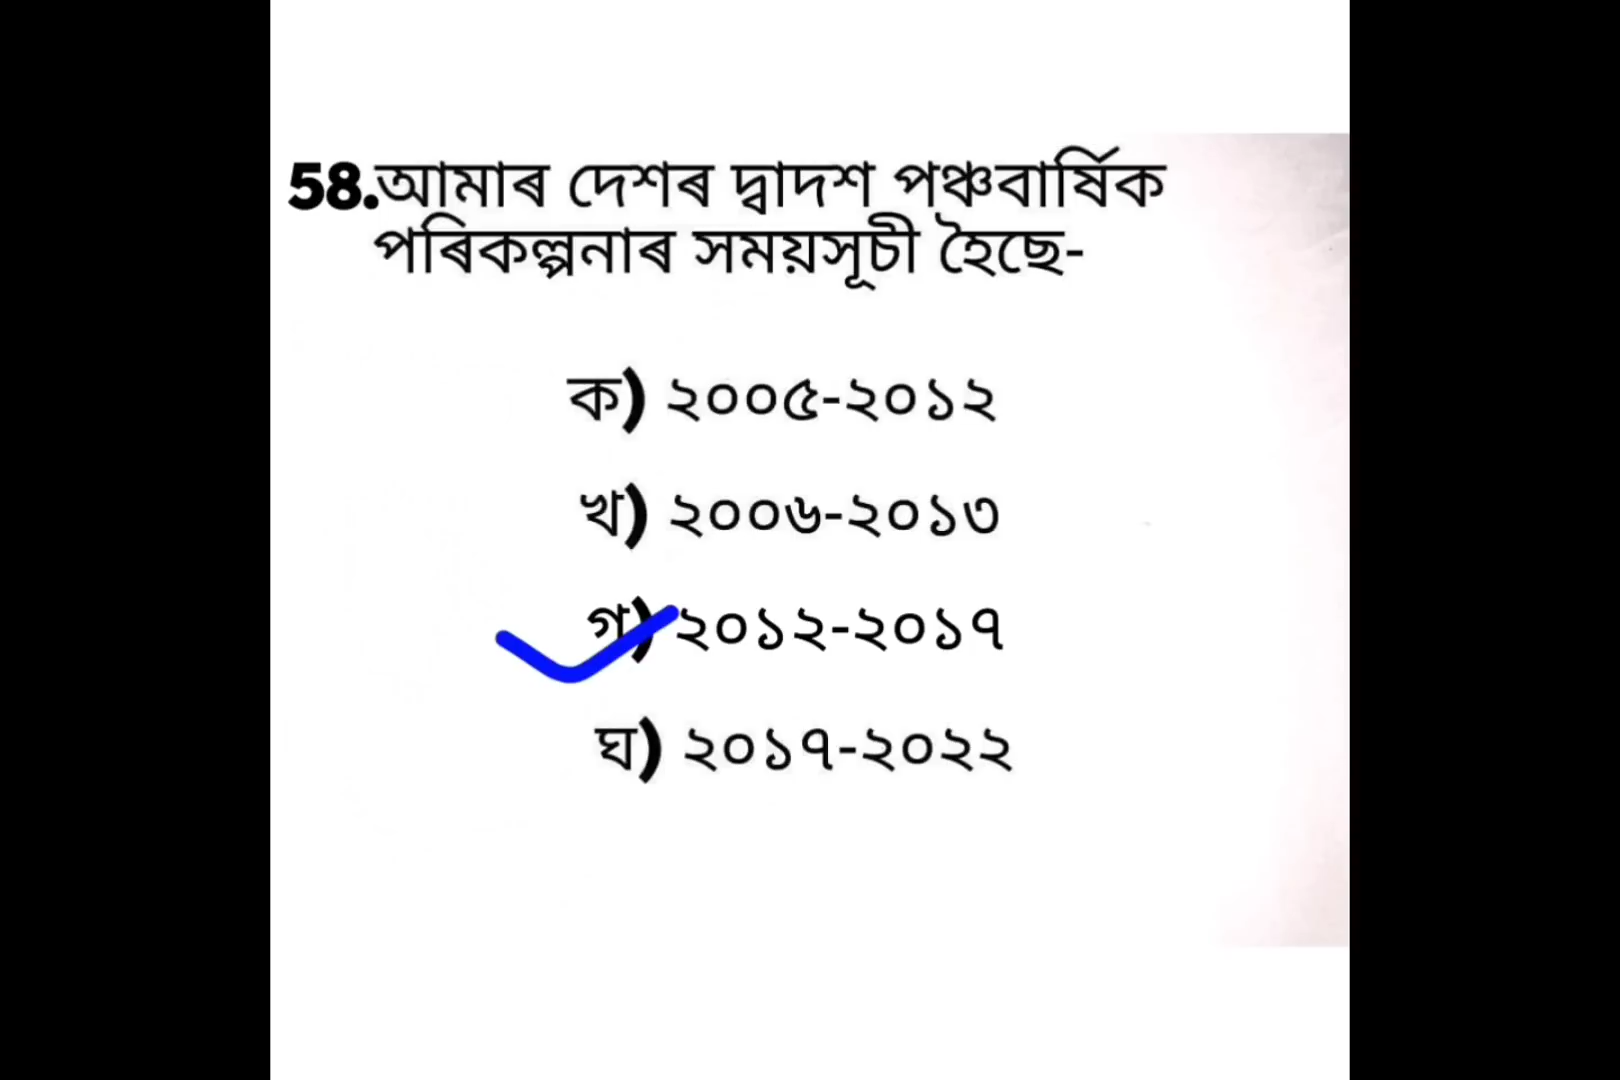 58.আমাৰ দেশৰ দ্বাদশ পঞ্চবাৰ্ষিক
পৰিকল্পনাৰ সময়সূচী হৈছে-
ক) ২০০৫-২০১২
খ) ২০০৬-২০১৩
গ) ২০১২-২০১৭
ঘ) ২০১৭-২০২২